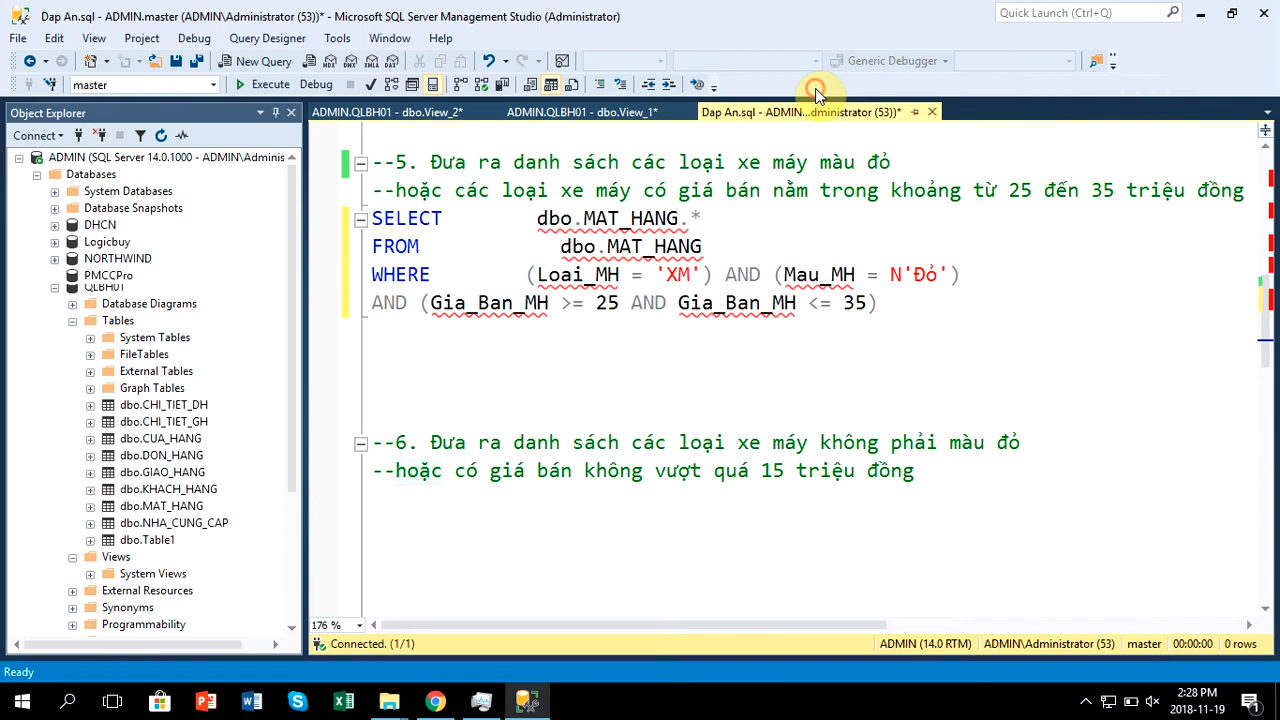 Dap An.sql - ADMIN.master (ADMIN\Administrator (53))* - Microsoft SQL Server Management Studio (Administrator)
Quick Launch (Ctrl+Q)
File Edit View Project Debug Query Designer Tools Window Help
New Query MDX DMX XMLA DAX Generic Debugger
master Execute Debug
Object Explorer
ADMIN.QLBH01 - dbo.View_2* ADMIN.QLBH01 - dbo.View_1* Dap An.sql - ADMIN...dministrator (53))*
Connect
ADMIN (SQL Server 14.0.1000 - ADMIN\Adminis
Databases
System Databases
Database Snapshots
DHCN
Logicbuy
NORTHWIND
PMCCPro
QLBH01
Database Diagrams
Tables
System Tables
FileTables
External Tables
Graph Tables
dbo.CHI_TIET_DH
dbo.CHI_TIET_GH
dbo.CUA_HANG
dbo.DON_HANG
dbo.GIAO_HANG
dbo.KHACH_HANG
dbo.MAT_HANG
dbo.NHA_CUNG_CAP
dbo.Table1
Views
System Views
External Resources
Synonyms
Programmability
--5. Đưa ra danh sách các loại xe máy màu đỏ
--hoặc các loại xe máy có giá bán nằm trong khoảng từ 25 đến 35 triệu đồng
SELECT dbo.MAT_HANG.*
FROM dbo.MAT_HANG
WHERE (Loai_MH = 'XM') AND (Mau_MH = N'Đỏ')
AND (Gia_Ban_MH >= 25 AND Gia_Ban_MH <= 35)
--6. Đưa ra danh sách các loại xe máy không phải màu đỏ
--hoặc có giá bán không vượt quá 15 triệu đồng
176 %
Connected. (1/1) ADMIN (14.0 RTM) ADMIN\Administrator (53) master 00:00:00 0 rows
Ready
2:28 PM
2018-11-19